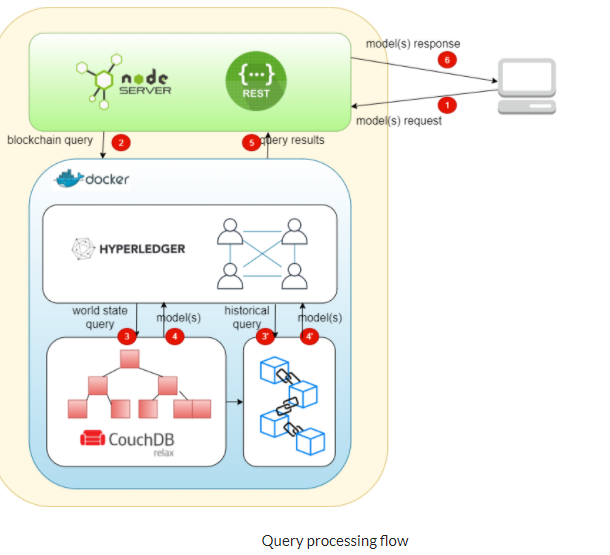 model(s) response
6
node
SERVER
{...}
REST
1
model(s) request
blockchain query
2
5
query results
docker
HYPERLEDGER
world state
query
model(s)
historical
query
model(s)
3
4
3'
4'
CouchDB
relax
Query processing flow